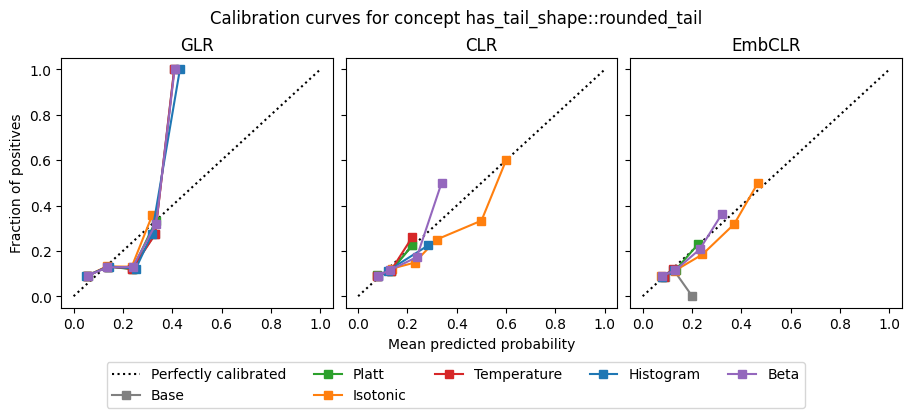 Calibration curves for concept has_tail_shape::rounded_tail
GLR
CLR
EmbCLR
1.0
0.8
0.6
0.4
0.2
0.0
Fraction of positives
0.0 0.2 0.4 0.6 0.8 1.0
0.0 0.2 0.4 0.6 0.8 1.0
0.0 0.2 0.4 0.6 0.8 1.0
Mean predicted probability
Perfectly calibrated Platt Temperature Histogram Beta
Base Isotonic